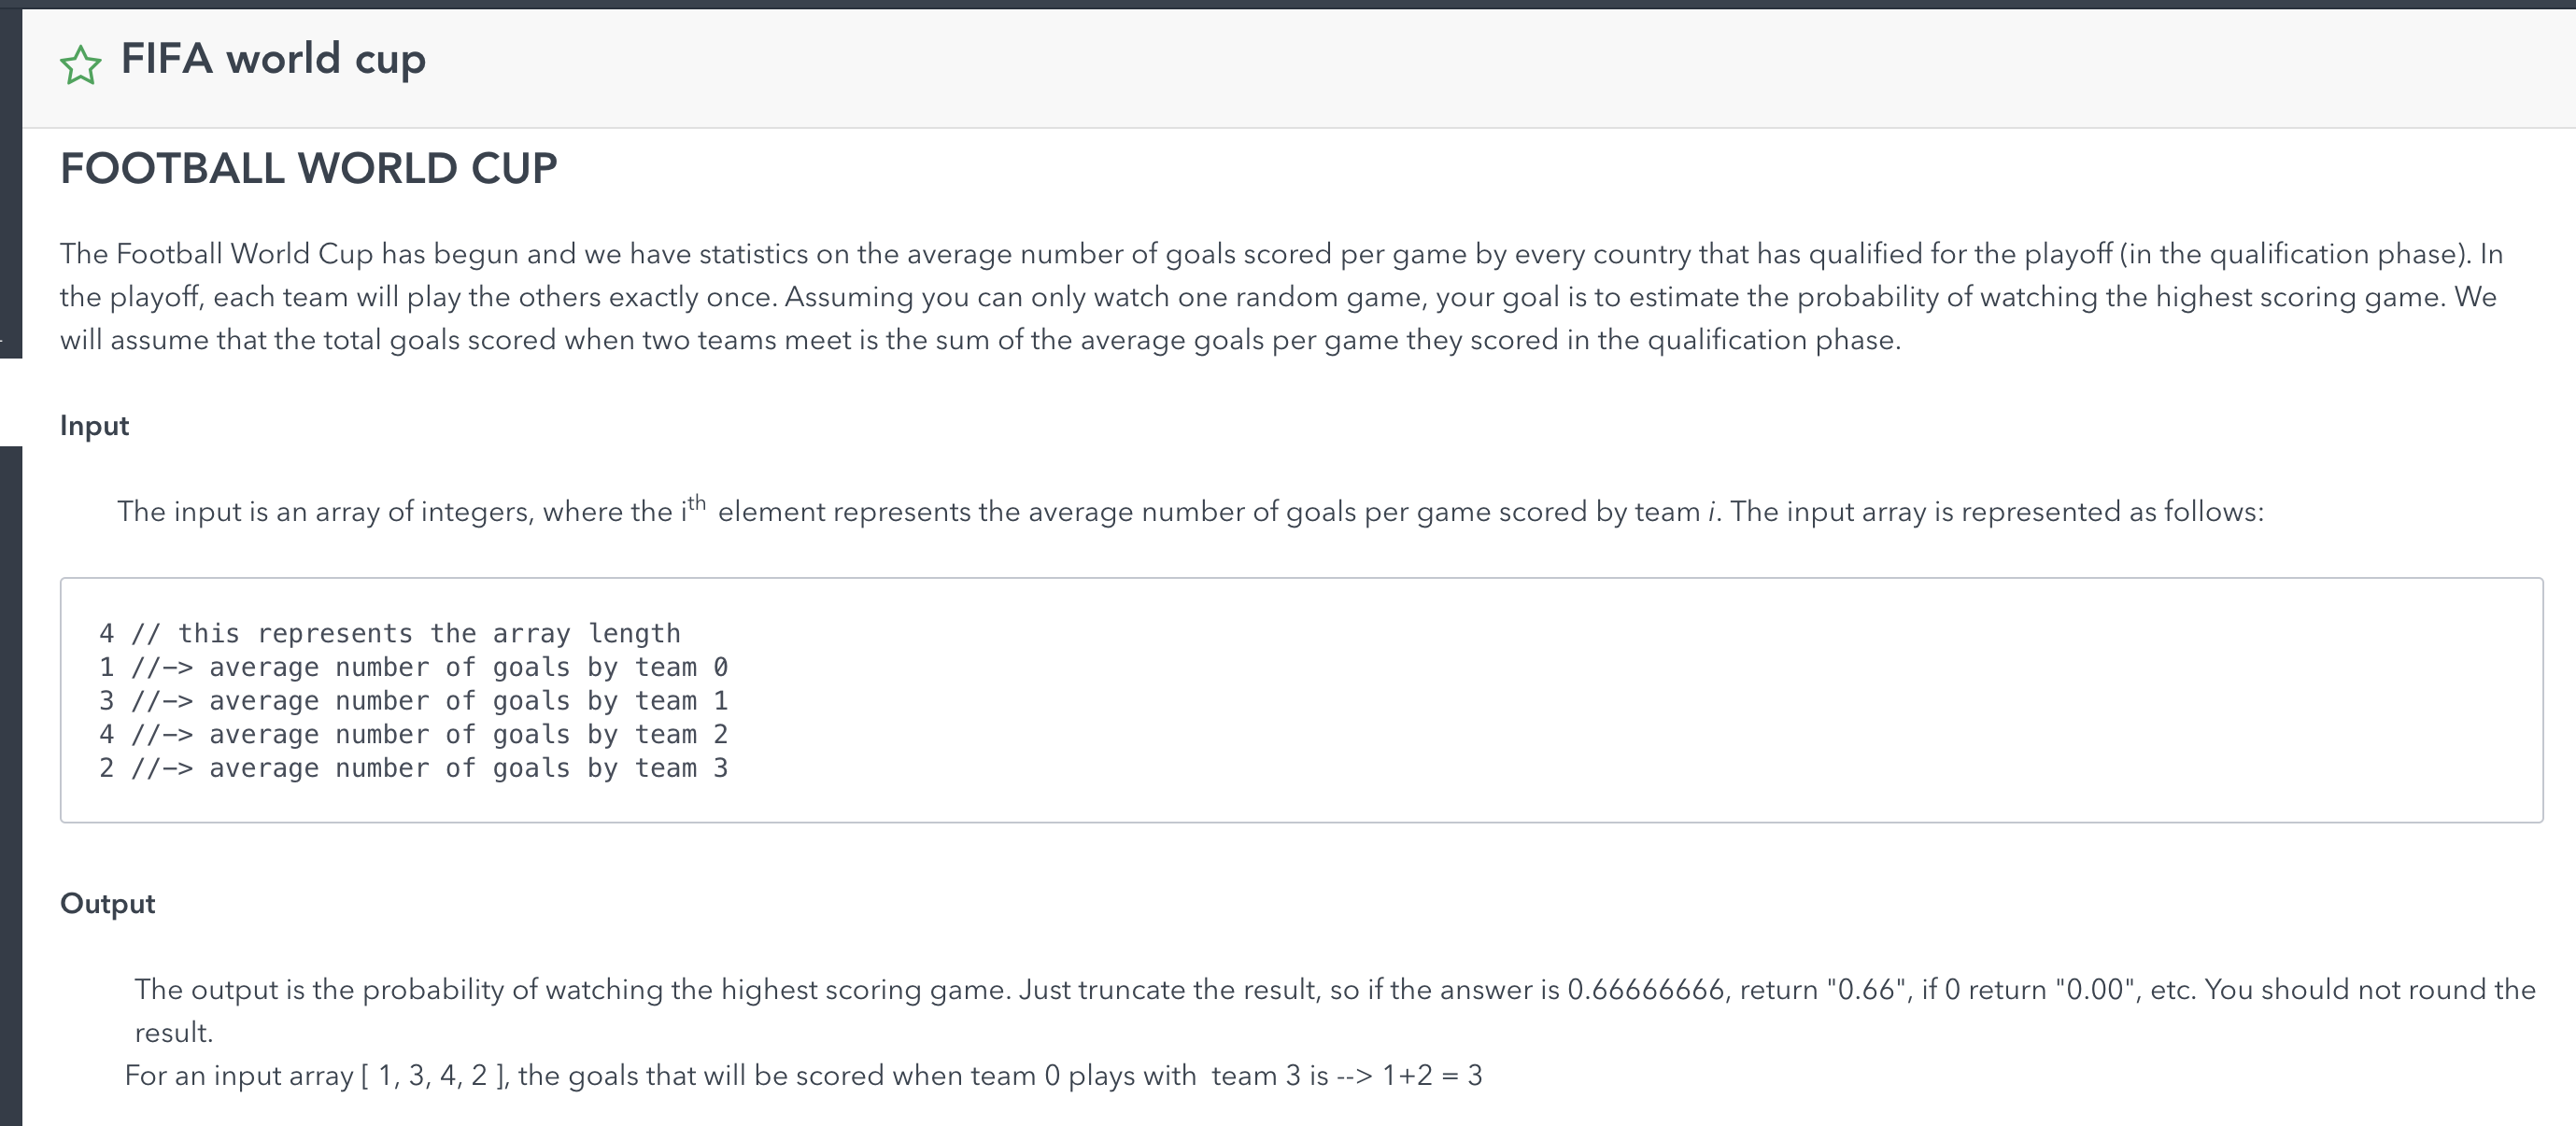 FIFA world cup
FOOTBALL WORLD CUP
The Football World Cup has begun and we have statistics on the average number of goals scored per game by every country that has qualified for the playoff (in the qualification phase). In
the playoff, each team will play the others exactly once. Assuming you can only watch one random game, your goal is to estimate the probability of watching the highest scoring game. We
will assume that the total goals scored when two teams meet is the sum of the average goals per game they scored in the qualification phase.
Input
The input is an array of integers, where the iᵗʰ element represents the average number of goals per game scored by team i. The input array is represented as follows:
4 // this represents the array length
1 //—> average number of goals by team 0
3 //—> average number of goals by team 1
4 //—> average number of goals by team 2
2 //—> average number of goals by team 3
Output
The output is the probability of watching the highest scoring game. Just truncate the result, so if the answer is 0.66666666, return "0.66", if 0 return "0.00", etc. You should not round the
result.
For an input array [ 1, 3, 4, 2 ], the goals that will be scored when team 0 plays with  team 3 is --> 1+2 = 3